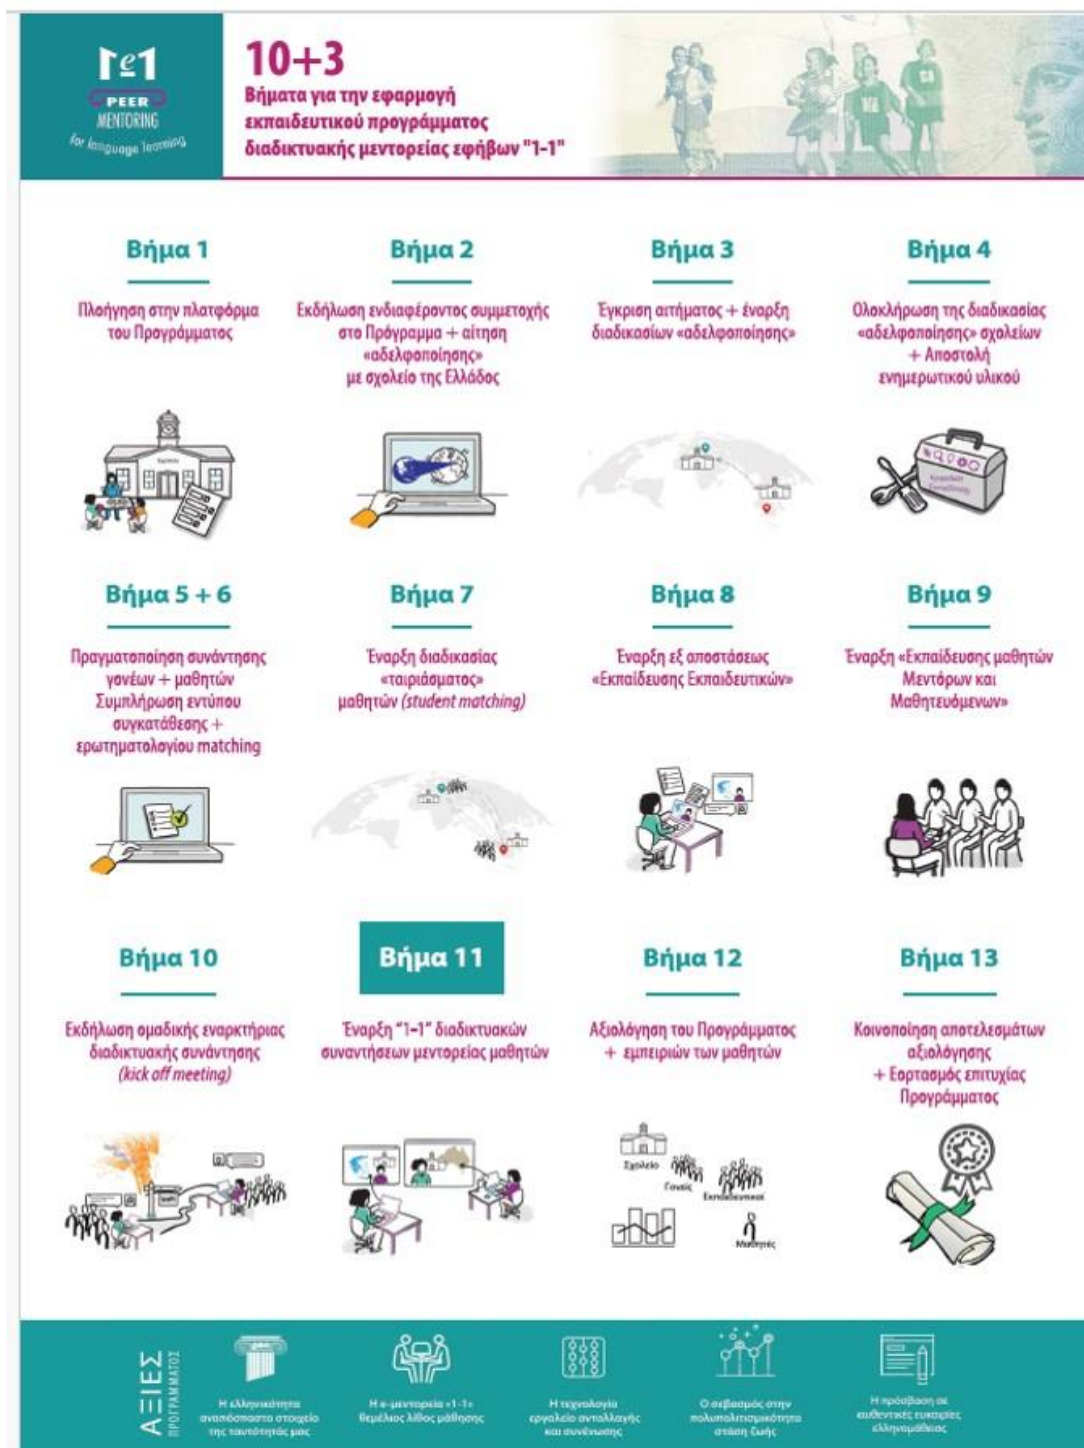 1e1
PEER
MENTORING
for language learning
10+3
Βήματα για την εφαρμογή
εκπαιδευτικού προγράμματος
διαδικτυακής μεντορείας εφήβων "1-1"
Βήμα 1
Πλοήγηση στην πλατφόρμα
του Προγράμματος
Βήμα 2
Εκδήλωση ενδιαφέροντος συμμετοχής
στο Πρόγραμμα + αίτηση
«αδελφοποίησης»
με σχολείο της Ελλάδος
Βήμα 3
Έγκριση αιτήματος + έναρξη
διαδικασίων «αδελφοποίησης»
Βήμα 4
Ολοκλήρωση της διαδικασίας
«αδελφοποίησης» σχολείων
+ Αποστολή
ενημερωτικού υλικού
Βήμα 5 + 6
Πραγματοποίηση συνάντησης
γονέων + μαθητών
Συμπλήρωση εντύπου
συγκατάθεσης +
ερωτηματολογίου matching
Βήμα 7
Έναρξη διαδικασίας
«ταιριάσματος»
μαθητών (student matching)
Βήμα 8
Έναρξη εξ αποστάσεως
«Εκπαίδευσης Εκπαιδευτικών»
Βήμα 9
Έναρξη «Εκπαίδευσης μαθητών
Μεντόρων και
Μαθητευόμενων»
Βήμα 10
Εκδήλωση ομαδικής εναρκτήριας
διαδικτυακής συνάντησης
(kick off meeting)
Βήμα 11
Έναρξη "1-1" διαδικτυακών
συναντήσεων μεντορείας μαθητών
Βήμα 12
Αξιολόγηση του Προγράμματος
+ εμπειριών των μαθητών
Σχολείο
Γονείς
Εκπαιδευτικοί
Μαθητές
Βήμα 13
Κοινοποίηση αποτελεσμάτων
αξιολόγησης
+ Εορτασμός επιτυχίας
Προγράμματος
ΑΞΙΕΣ
ΠΡΟΓΡΑΜΜΑΤΟΣ
Η ελληνικότητα
αναπόσπαστο στοιχείο
της ταυτότητάς μας
Η e-μεντορεία «1-1»
θεμέλιος λίθος μάθησης
Η τεχνολογία
εργαλείο ανταλλαγής
και συνένωσης
Ο σεβασμός στην
πολυπολιτισμικότητα
στάση ζωής
Η πρόσβαση σε
αυθεντικές ευκαιρίες
ελληνομάθειας